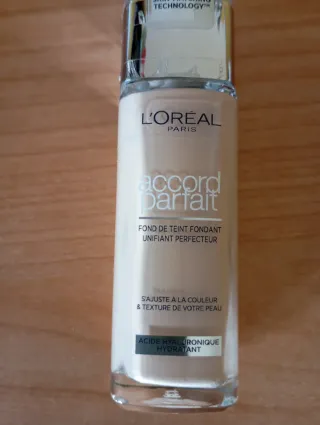 TECHNOLOGY™
L'ORÉAL
PARIS
accord
parfait
FOND DE TEINT FONDANT
UNIFIANT PERFECTEUR
S'AJUSTE À LA COULEUR
& TEXTURE DE VOTRE PEAU
ACIDE HYALURONIQUE
HYDRATANT